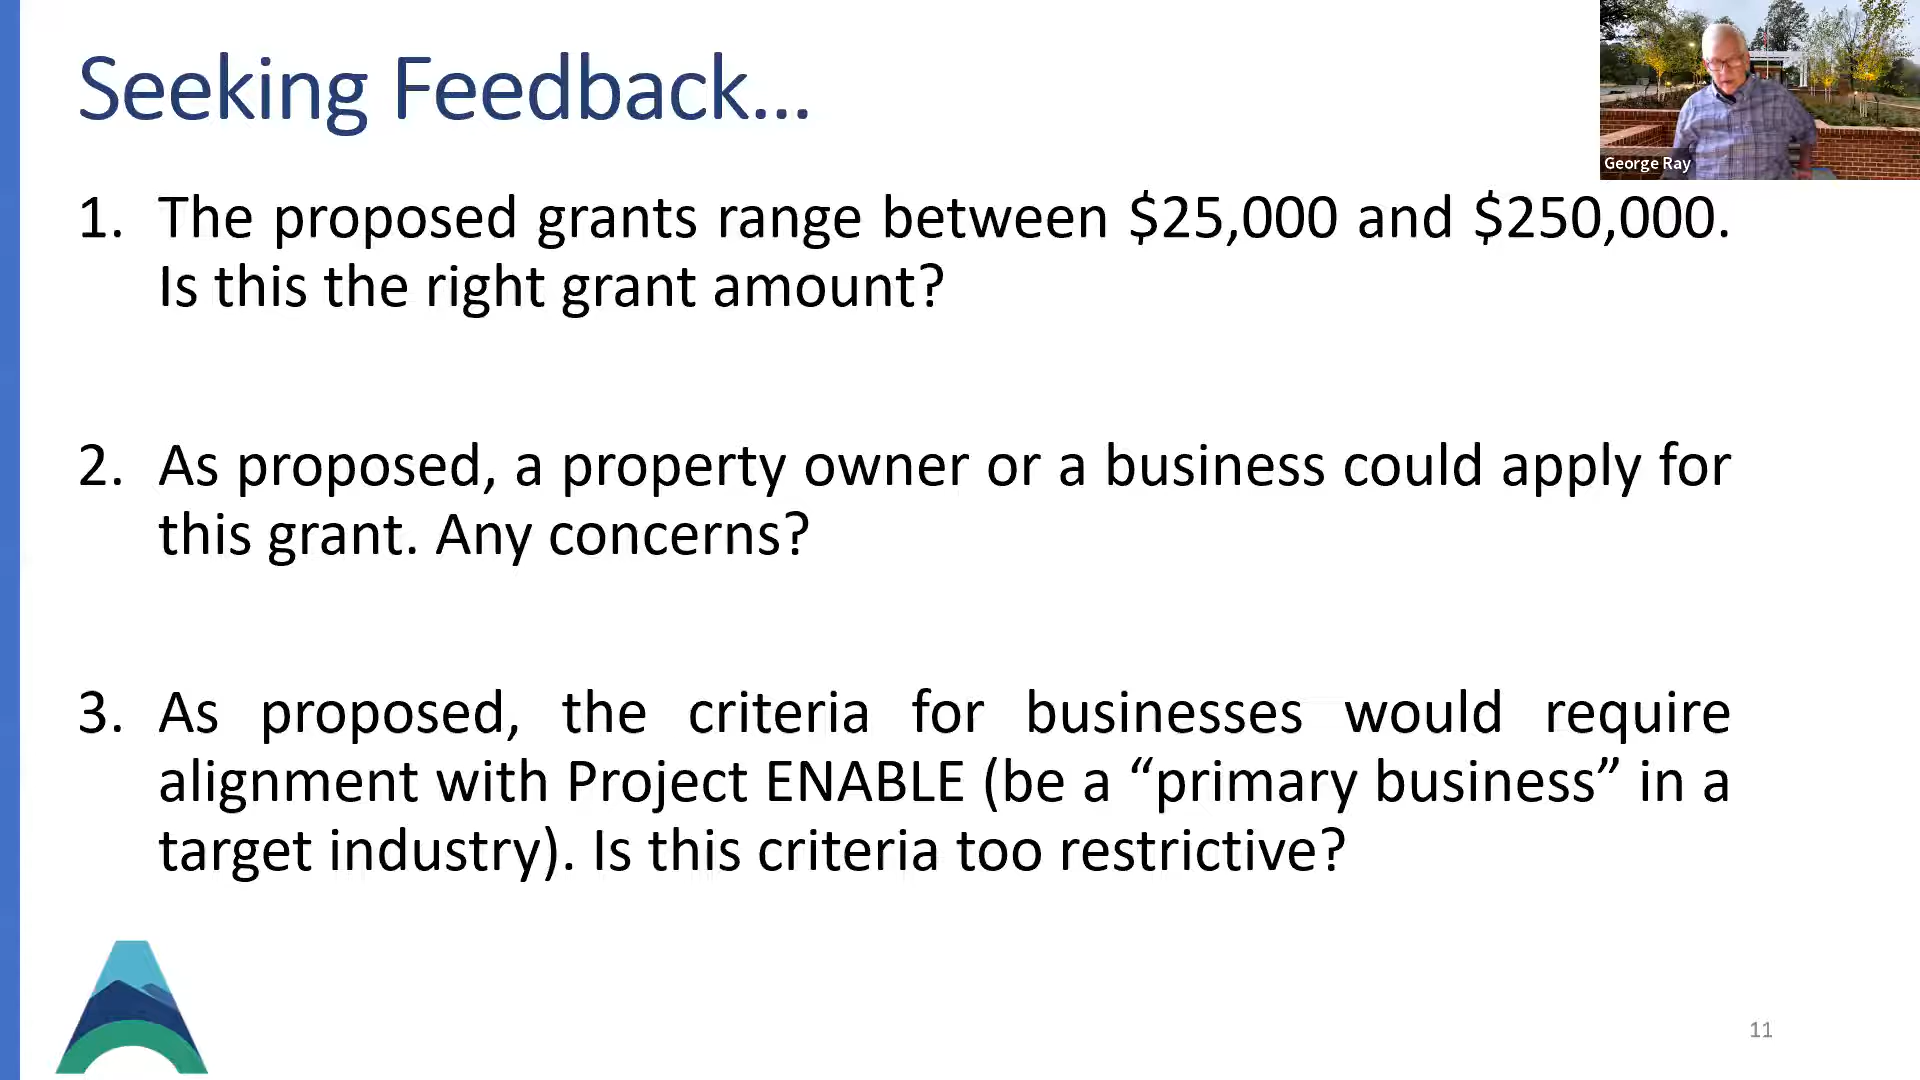 Seeking Feedback...
George Ray
1. The proposed grants range between $25,000 and $250,000.
Is this the right grant amount?
2. As proposed, a property owner or a business could apply for
this grant. Any concerns?
3. As proposed, the criteria for businesses would require
alignment with Project ENABLE (be a “primary business” in a
target industry). Is this criteria too restrictive?
11